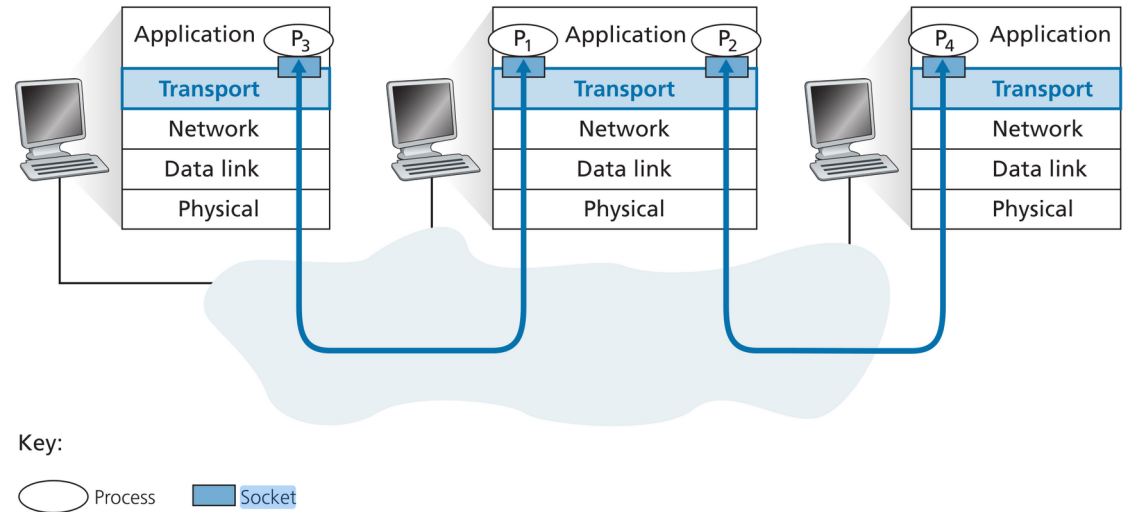 Application P3
Transport
Network
Data link
Physical
P1 Application P2
Transport
Network
Data link
Physical
P4 Application
Transport
Network
Data link
Physical
Key:
Process Socket